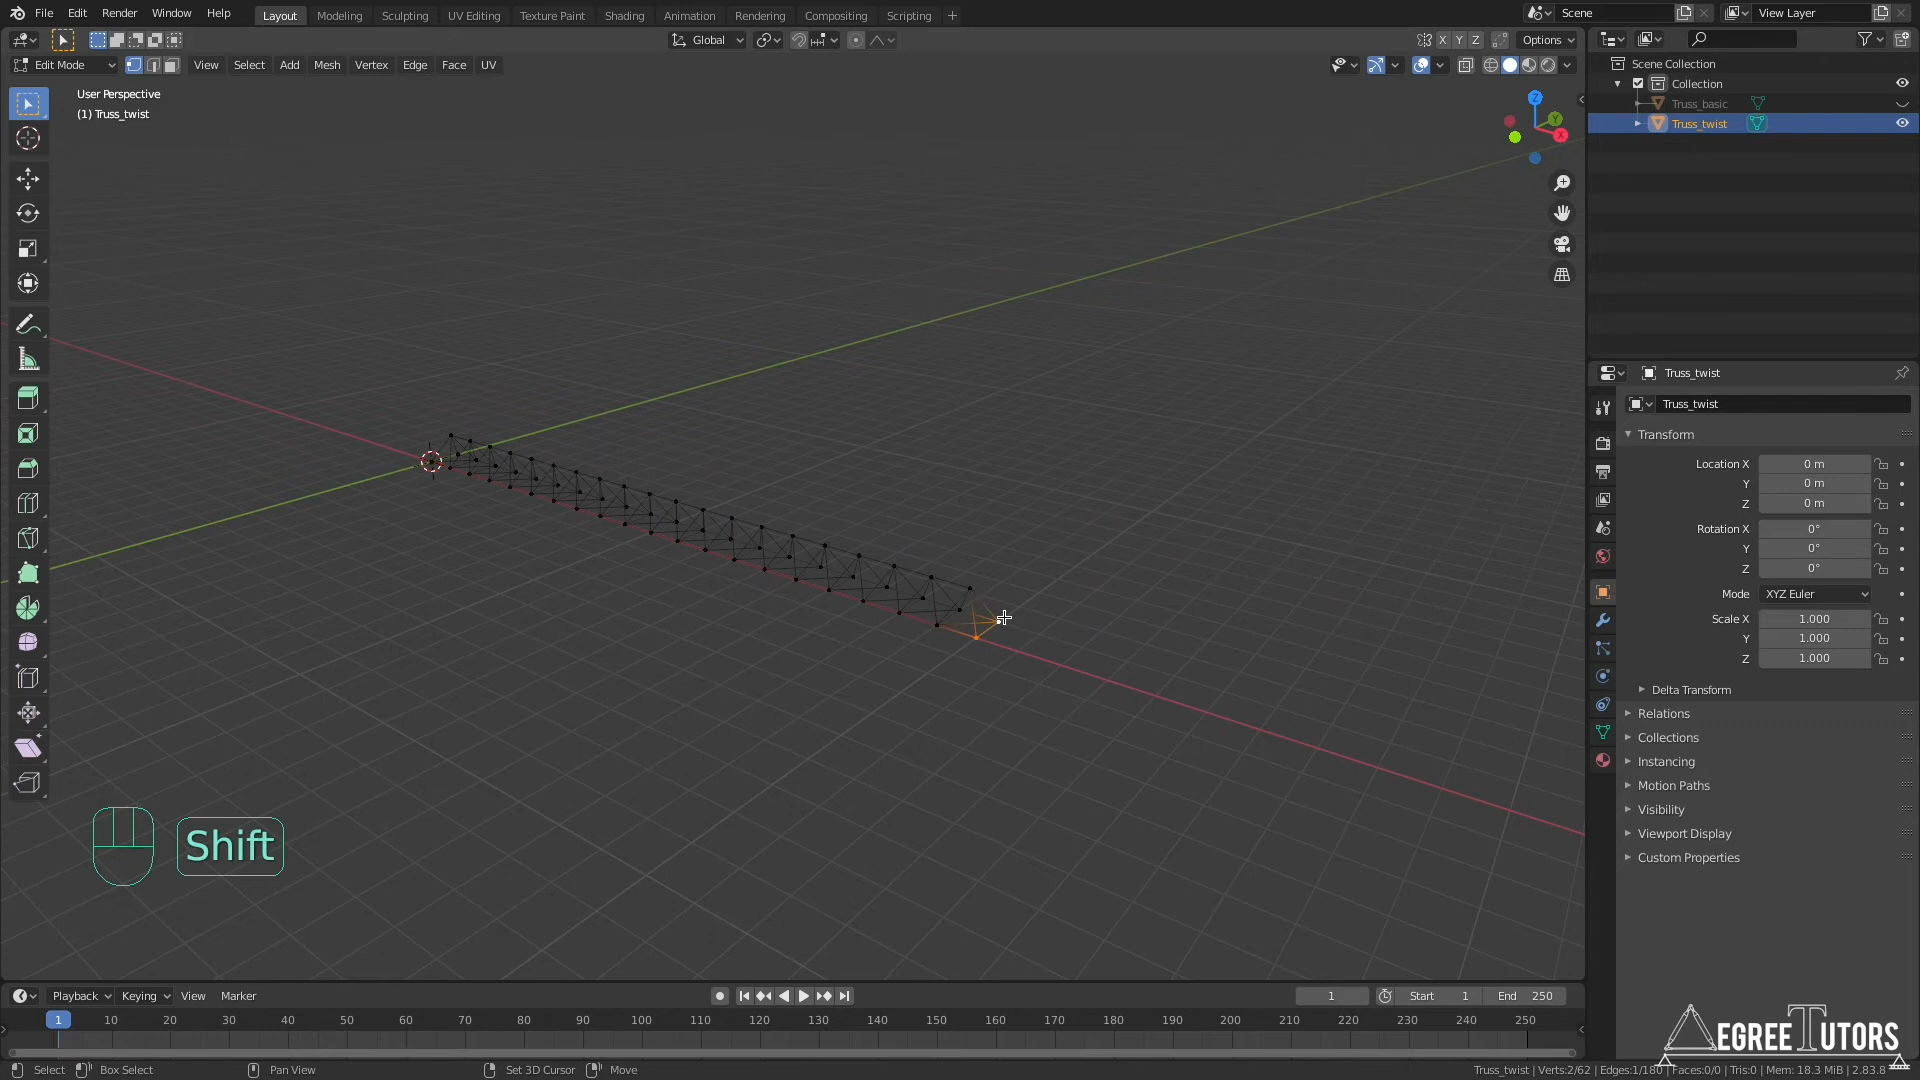 File Edit Render Window Help Layout Modeling Sculpting UV Editing Texture Paint Shading Animation Rendering Compositing Scripting + Scene View Layer
Global X Y Z Options
Edit Mode View Select Add Mesh Vertex Edge Face UV
User Perspective
(1) Truss_twist
Z
Y
X
Scene Collection
Collection
Truss_basic
Truss_twist
Truss_twist
Truss_twist
Transform
Location X 0 m
Y 0 m
Z 0 m
Rotation X 0°
Y 0°
Z 0°
Mode XYZ Euler
Scale X 1.000
Y 1.000
Z 1.000
Delta Transform
Relations
Collections
Instancing
Motion Paths
Visibility
Viewport Display
Custom Properties
Shift
Playback Keying View Marker 1 Start 1 End 250
1 10 20 30 40 50 60 70 80 90 100 110 120 130 140 150 160 170 180 190 200 210 220 230 240 250
EGREE TUTORS
Select Box Select Pan View Set 3D Cursor Move Truss_twist | Verts:2/62 | Edges:1/180 | Faces:0/0 | Tris:0 | Mem: 18.3 MiB | 2.83.8